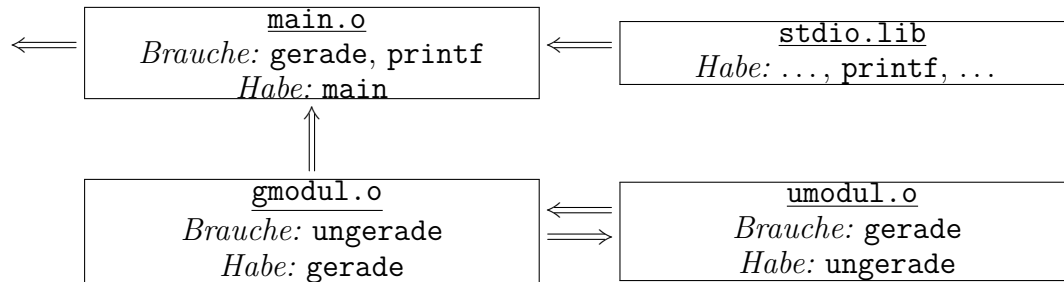 main.o
Brauche: gerade, printf
Habe: main
stdio.lib
Habe: ..., printf, ...
gmodul.o
Brauche: ungerade
Habe: gerade
umodul.o
Brauche: gerade
Habe: ungerade